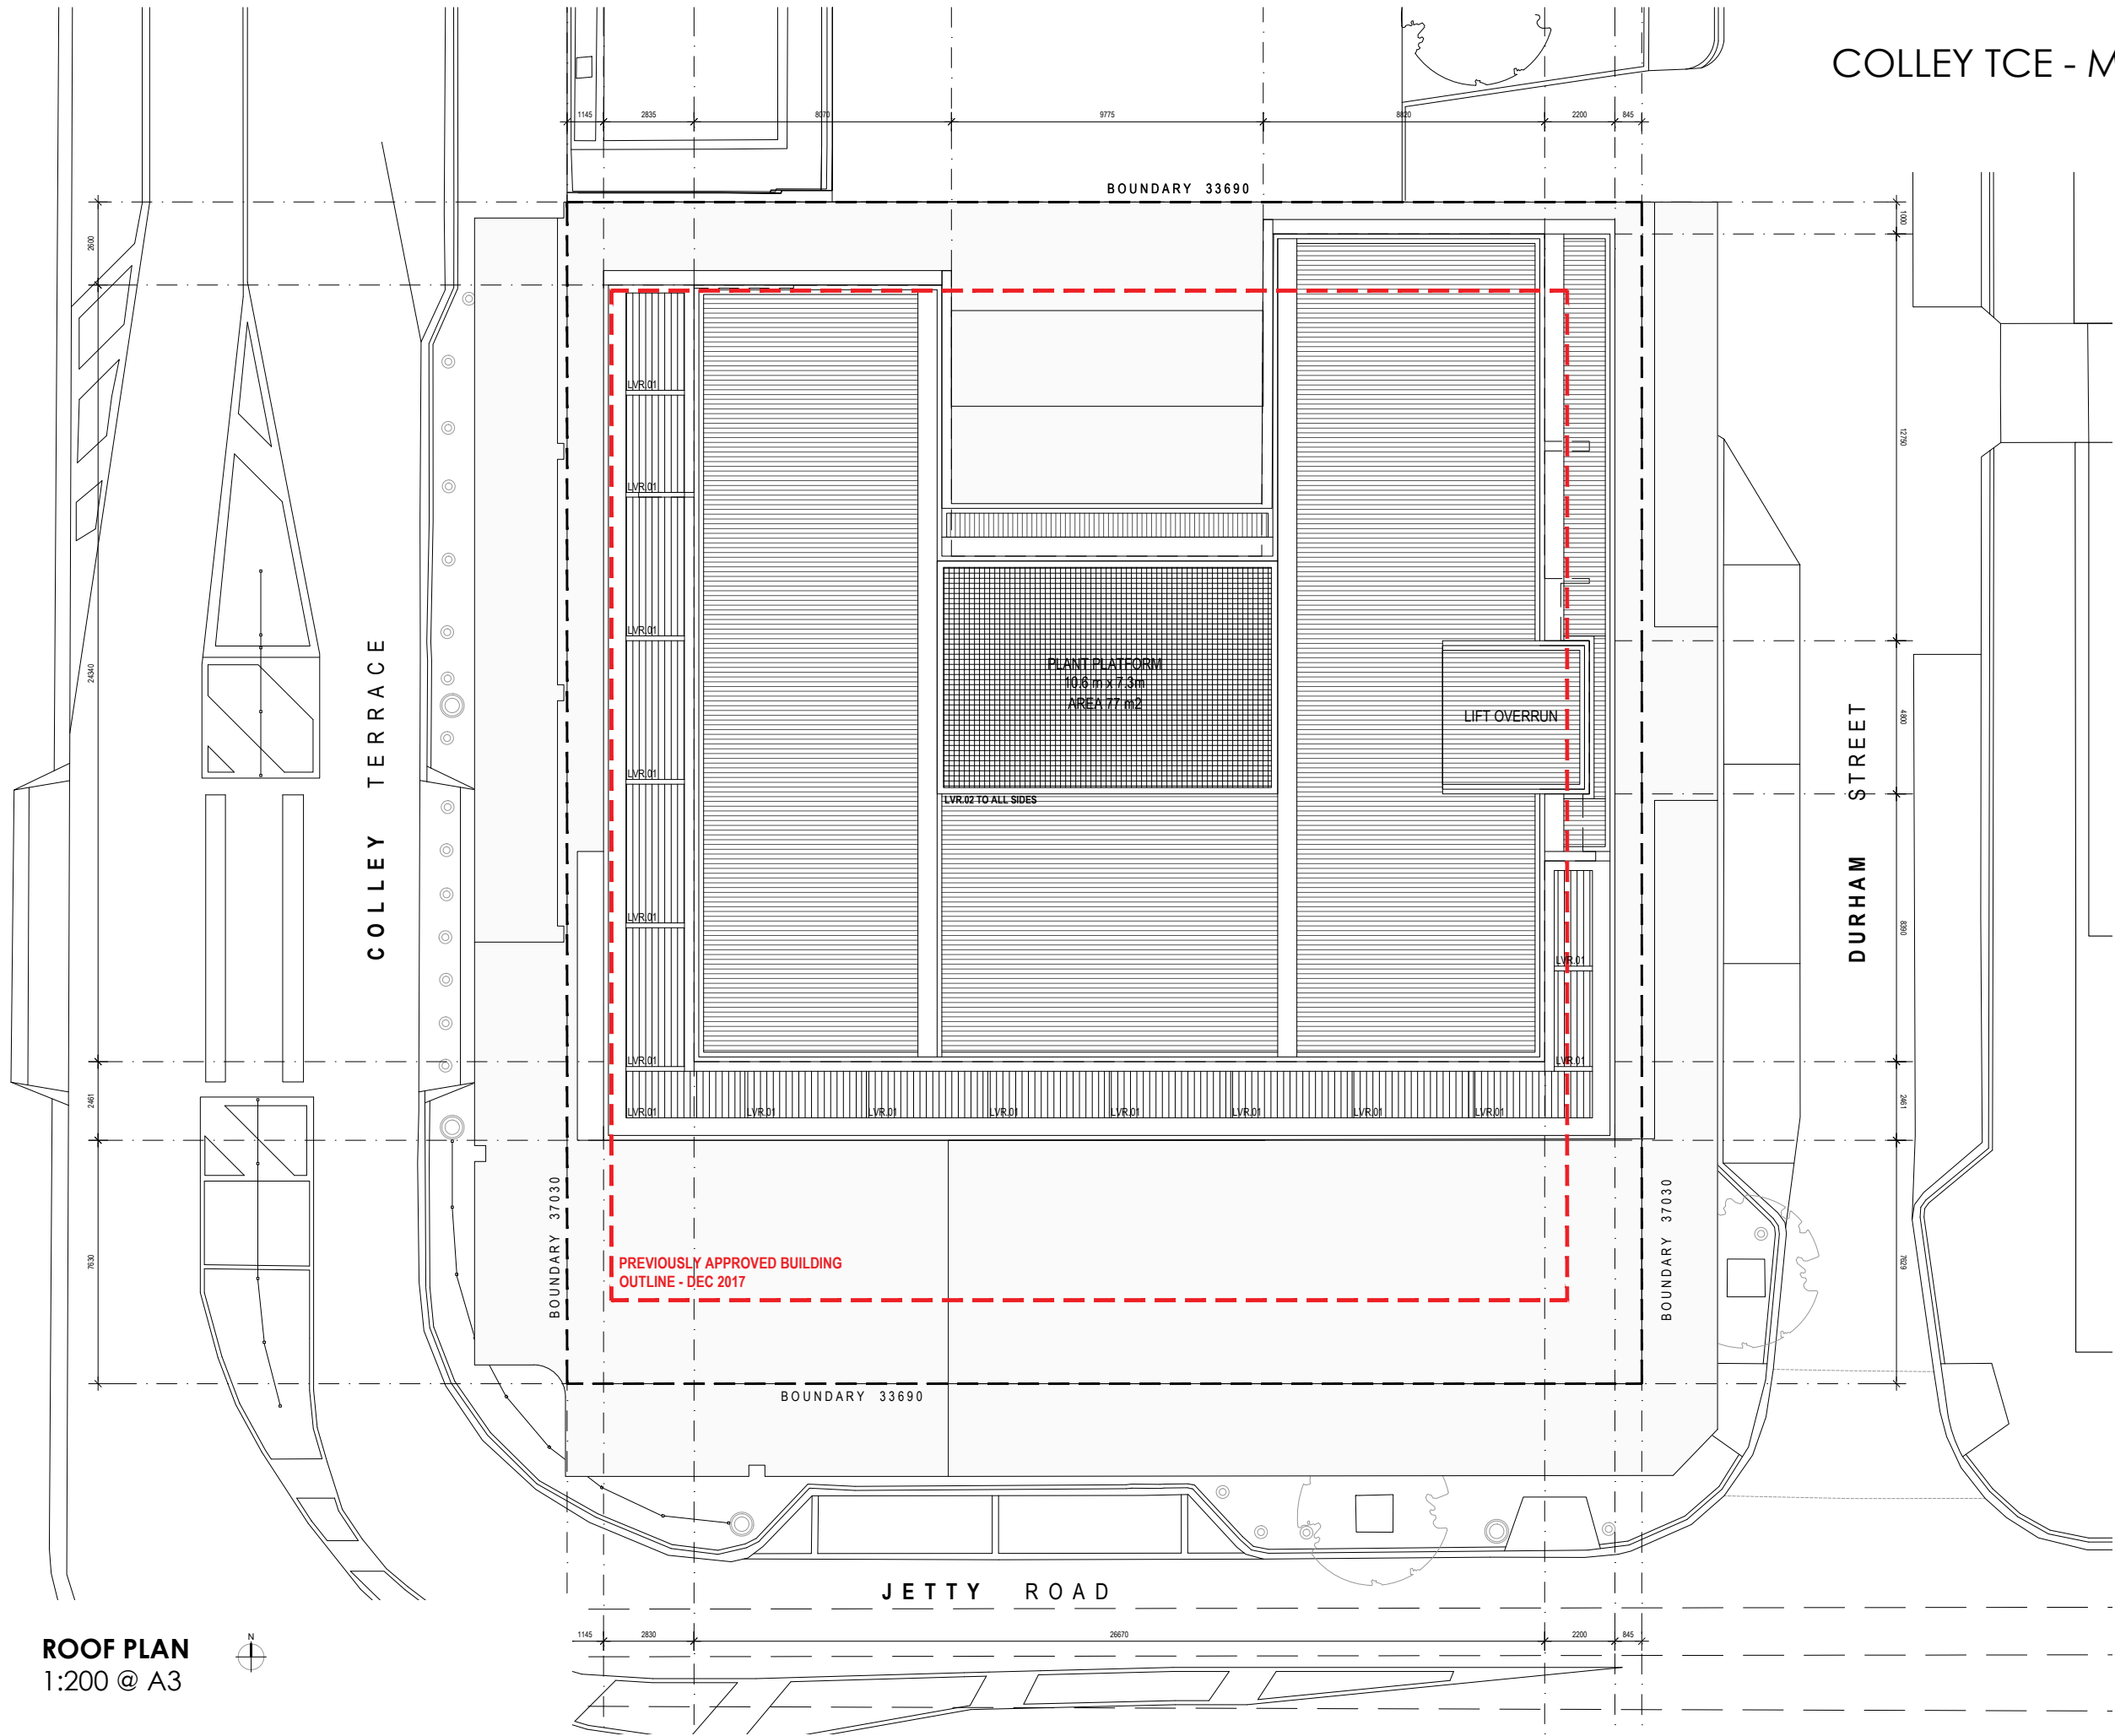 COLLEY TCE - M
1145 2835 8070 9775 8820 2200 845
BOUNDARY 33690
2600
1000
LVR.01
12750
LVR.01
LVR.01
24340
COLLEY TERRACE
PLANT PLATFORM
10.6 m x 7.3m
AREA 77 m2
LIFT OVERRUN
4800
DURHAM STREET
LVR.01
LVR.02 TO ALL SIDES
LVR.01
8390
LVR.01
LVR.01
LVR.01
2461
2461
LVR.01 LVR.01 LVR.01 LVR.01 LVR.01 LVR.01 LVR.01 LVR.01
BOUNDARY 37030
BOUNDARY 37030
7630
7629
PREVIOUSLY APPROVED BUILDING
OUTLINE - DEC 2017
BOUNDARY 33690
JETTY ROAD
1145 2830 26670 2200 845
N
ROOF PLAN
1:200 @ A3